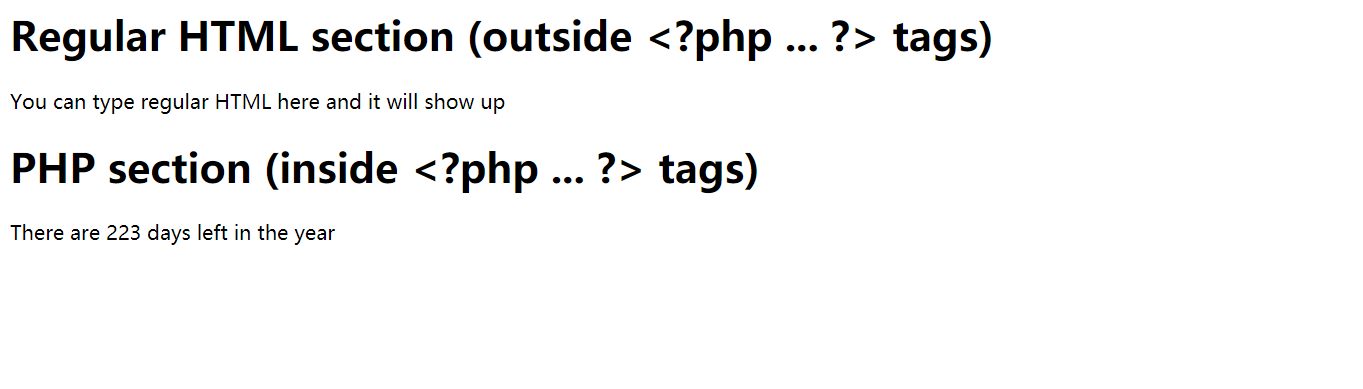 Regular HTML section (outside <?php ... ?> tags)
You can type regular HTML here and it will show up
PHP section (inside <?php ... ?> tags)
There are 223 days left in the year